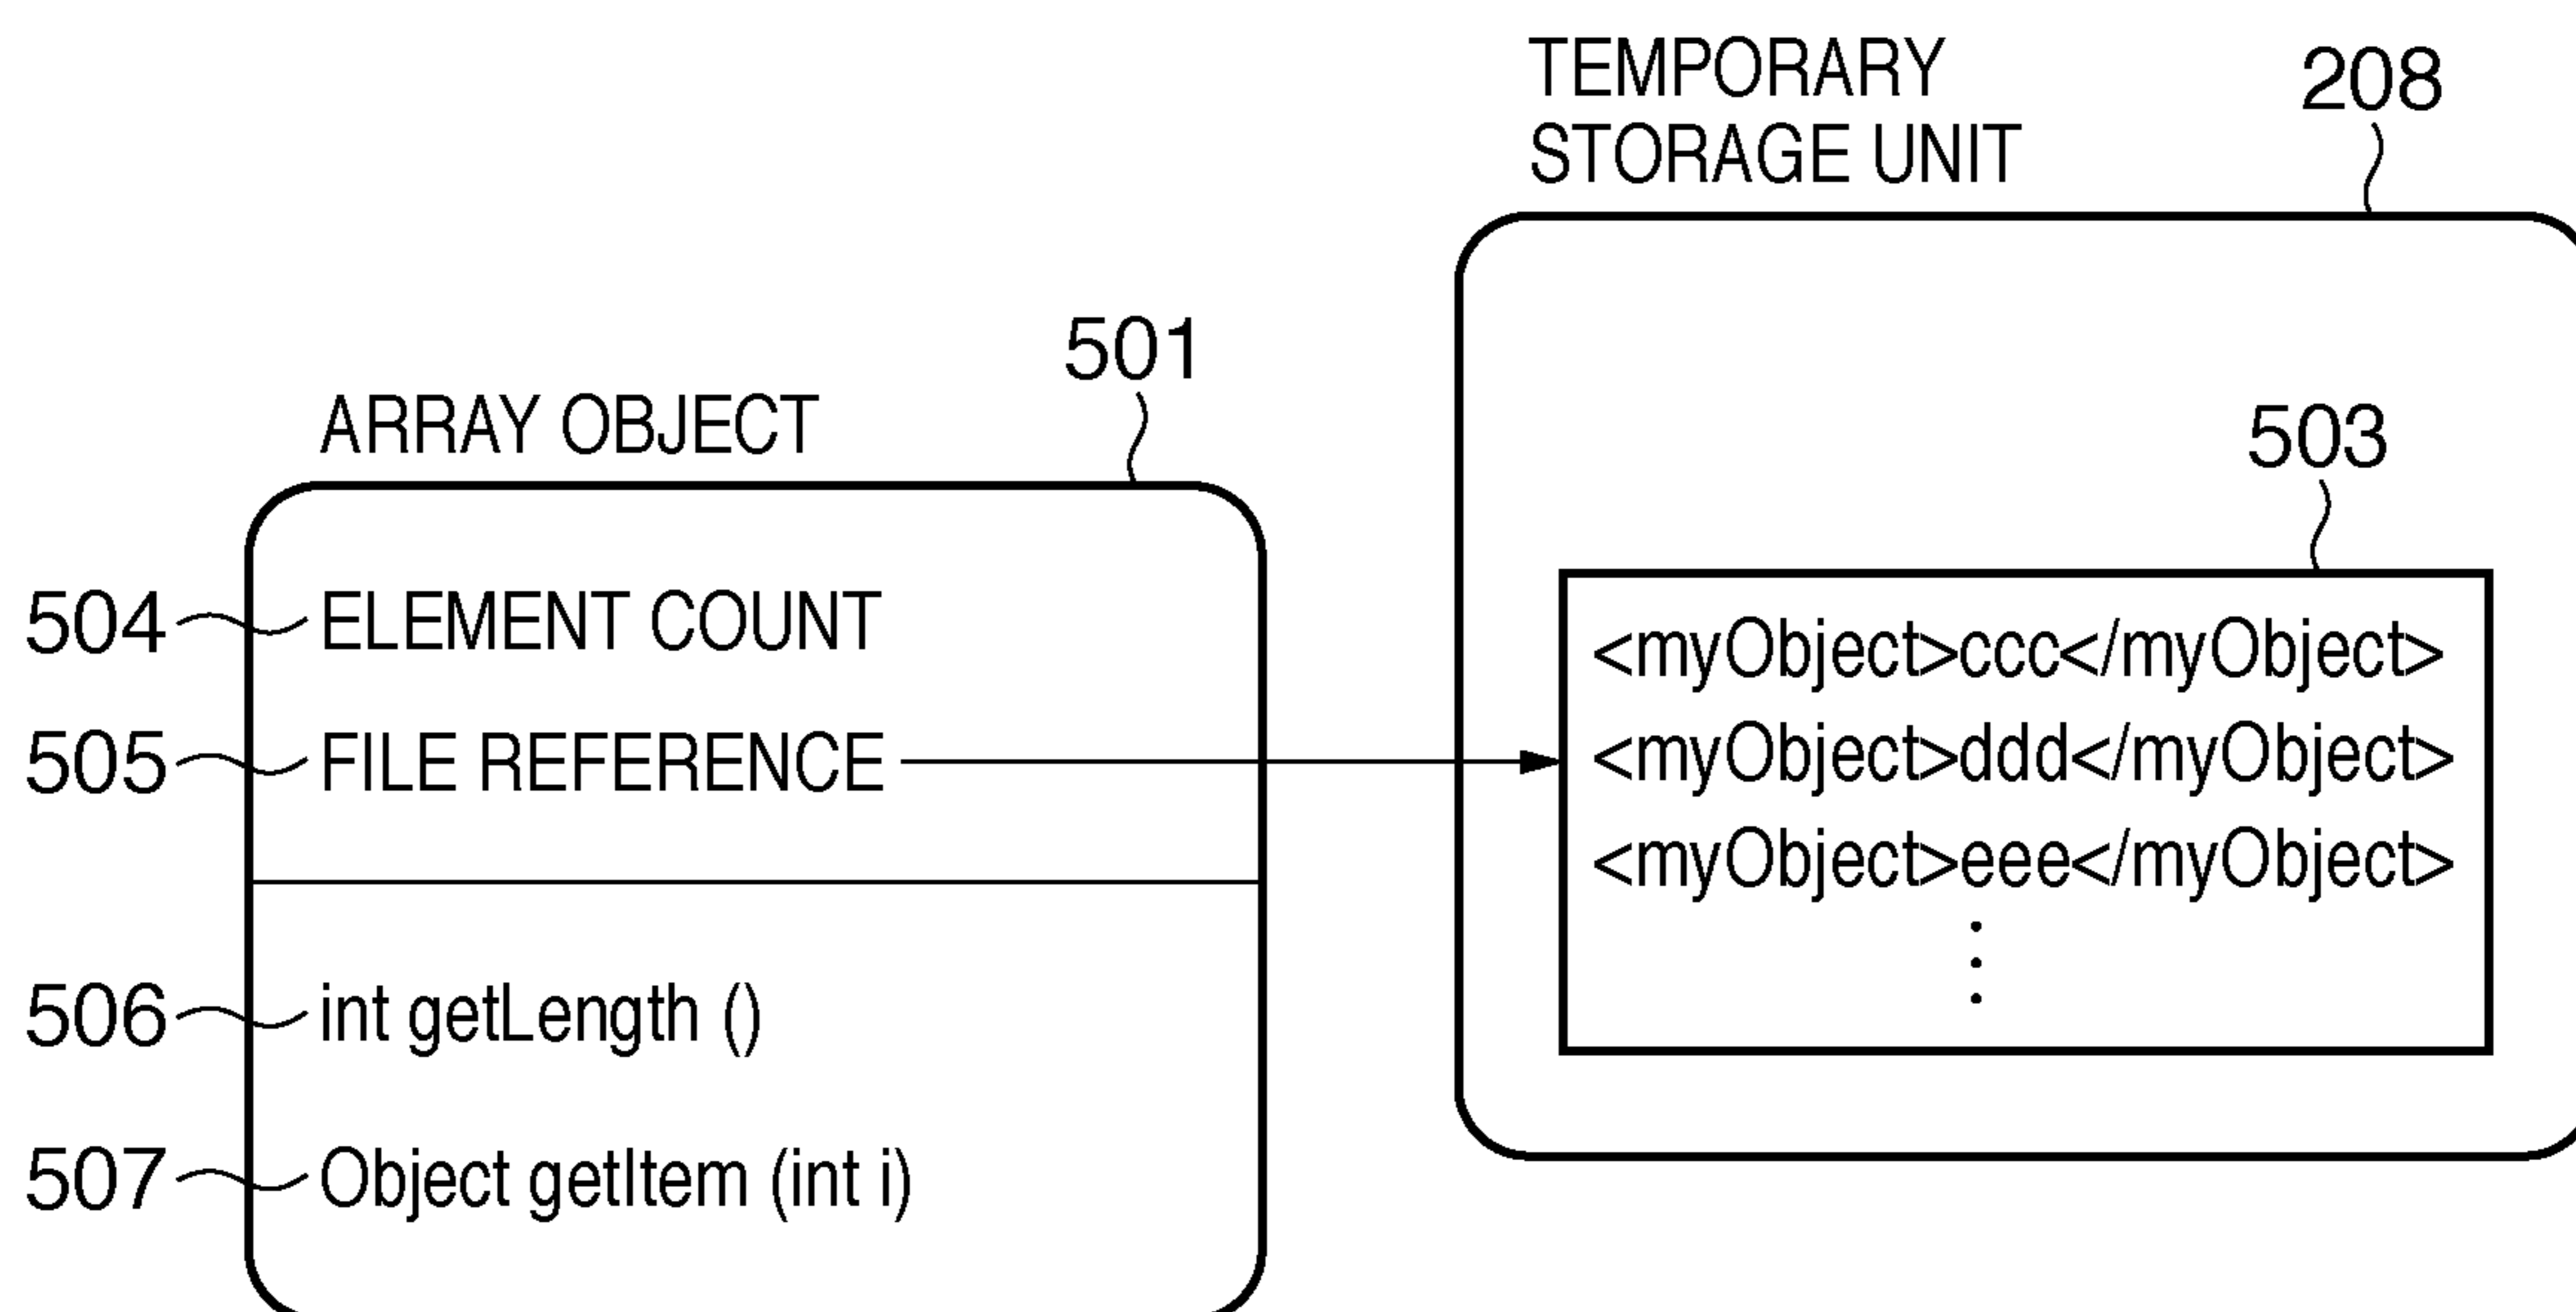 TEMPORARY
STORAGE UNIT
208
501
ARRAY OBJECT
503
504 ELEMENT COUNT
505 FILE REFERENCE
506 int getLength ()
507 Object getItem (int i)
<myObject>ccc</myObject>
<myObject>ddd</myObject>
<myObject>eee</myObject>